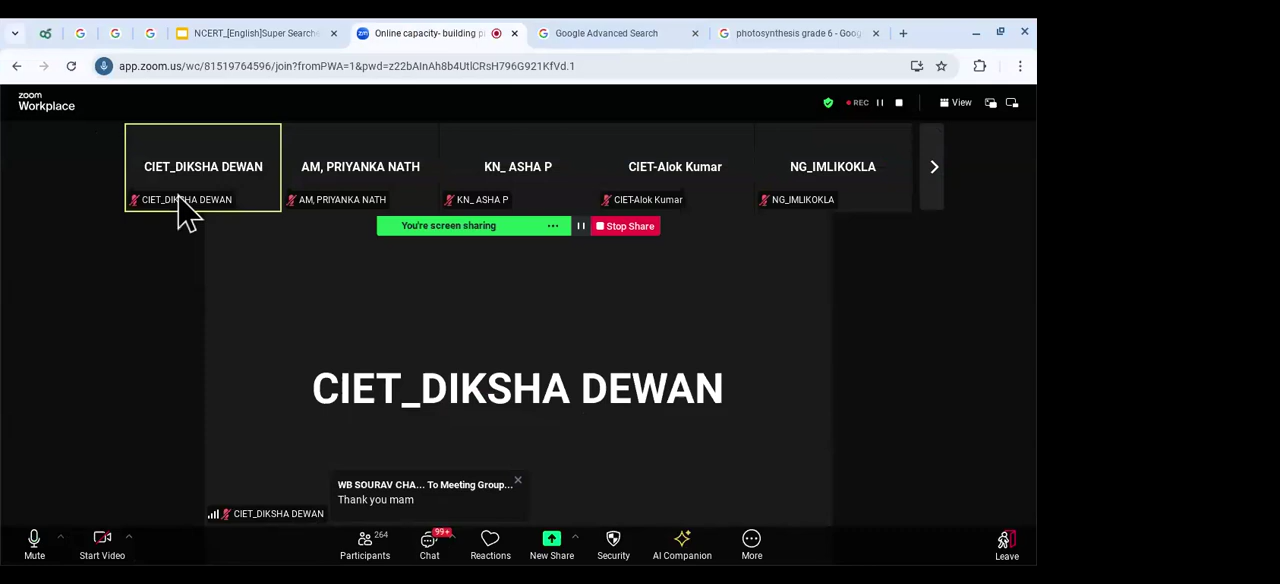 NCERT_[English]Super Searche
Online capacity- building p
Google Advanced Search
photosynthesis grade 6 - Goog
app.zoom.us/wc/81519764596/join?fromPWA=1&pwd=z22bAInAh8b4UtlCRsH796G921KfVd.1
zoom
Workplace
REC
View
CIET_DIKSHA DEWAN
AM, PRIYANKA NATH
KN_ ASHA P
CIET-Alok Kumar
NG_IMLIKOKLA
CIET_DIKSHA DEWAN
AM, PRIYANKA NATH
KN_ ASHA P
CIET-Alok Kumar
NG_IMLIKOKLA
You're screen sharing
Stop Share
CIET_DIKSHA DEWAN
WB SOURAV CHA... To Meeting Group...
Thank you mam
CIET_DIKSHA DEWAN
Mute
Start Video
264
Participants
99+
Chat
Reactions
New Share
Security
AI Companion
More
Leave